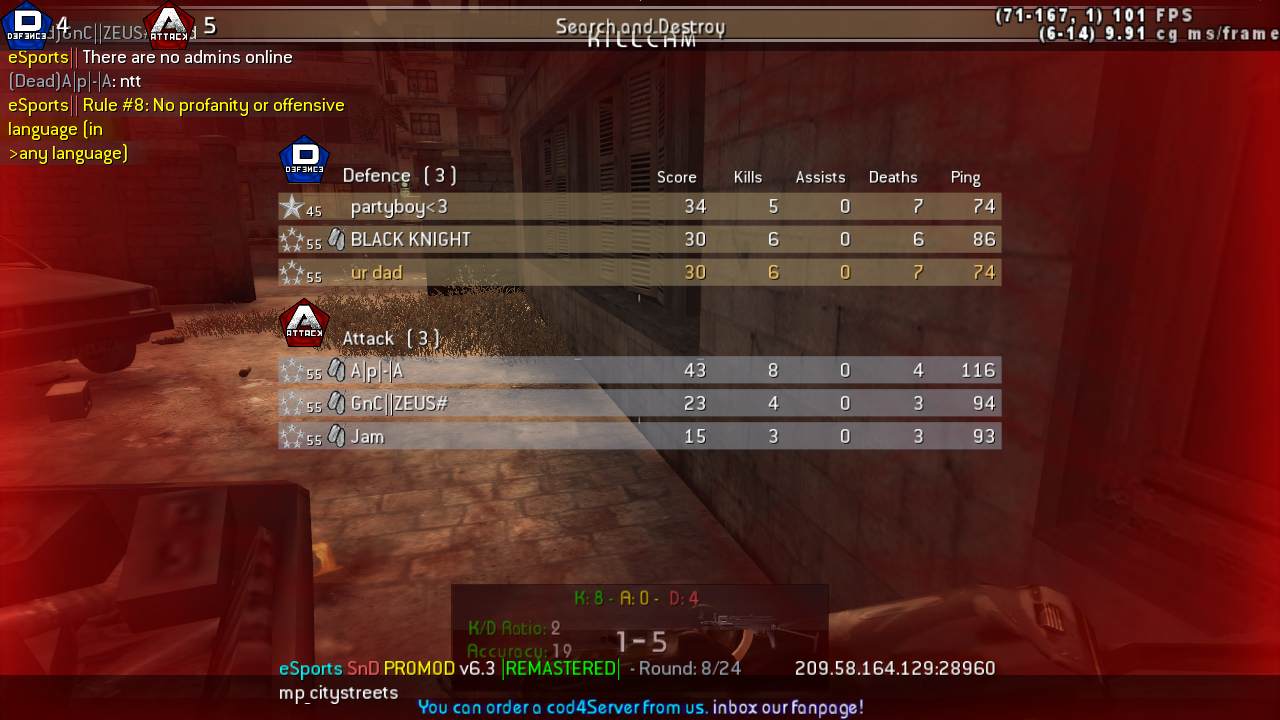 D
DEFENCE
4
d)GnC||ZEUS#
A
ATTACK
5
Search and Destroy
KILLCAM
(71-167, 1) 101 FPS
(6-14) 9.91 cg ms/frame
eSports|| There are no admins online
(Dead)A|p|-|A: ntt
eSports|| Rule #8: No profanity or offensive
language (in
>any language)
D
DEFENCE
Defence ( 3 ) Score Kills Assists Deaths Ping
45 partyboy<3 34 5 0 7 74
55 BLACK KNIGHT 30 6 0 6 86
55 ur dad 30 6 0 7 74
A
ATTACK
Attack ( 3 )
55 A|p|-|A 43 8 0 4 116
55 GnC||ZEUS# 23 4 0 3 94
55 Jam 15 3 0 3 93
K: 8 - A: 0 - D: 4
K/D Ratio: 2
Accuracy: 19
1-5
eSports SnD PROMOD v6.3 |REMASTERED| - Round: 8/24 209.58.164.129:28960
mp_citystreets
You can order a cod4Server from us. inbox our fanpage!